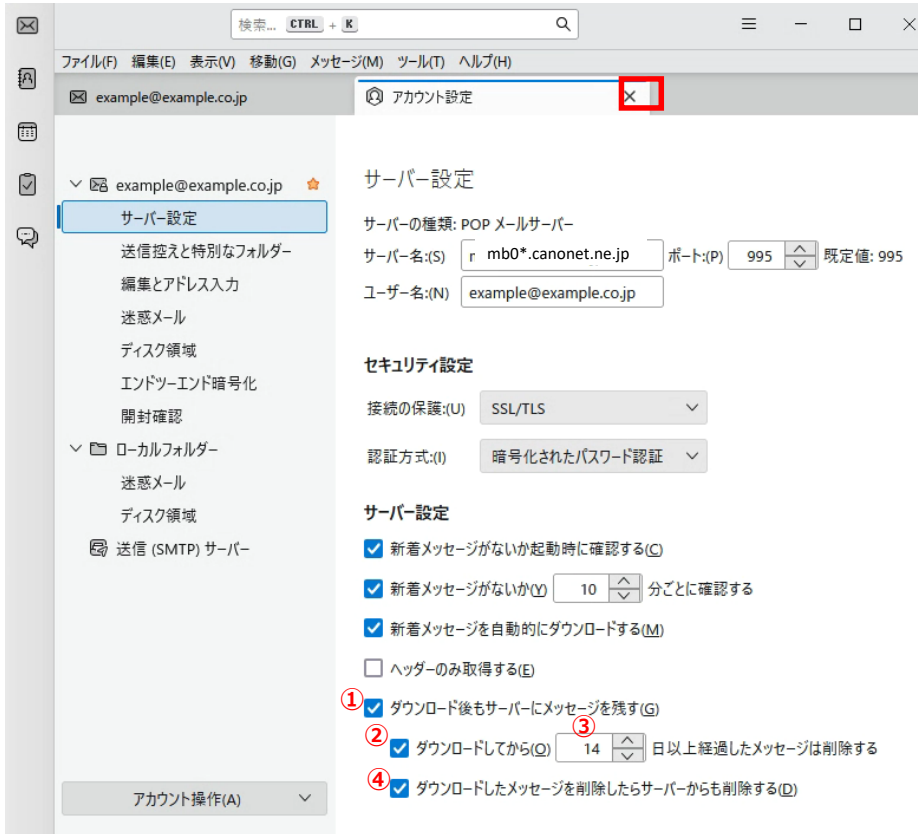 検索... CTRL + K
ファイル(F) 編集(E) 表示(V) 移動(G) メッセージ(M) ツール(T) ヘルプ(H)
example@example.co.jp
アカウント設定
example@example.co.jp
サーバー設定
送信控えと特別なフォルダー
編集とアドレス入力
迷惑メール
ディスク領域
エンドツーエンド暗号化
開封確認
ローカルフォルダー
迷惑メール
ディスク領域
送信 (SMTP) サーバー
アカウント操作(A)
サーバー設定
サーバーの種類: POP メールサーバー
サーバー名:(S) mb0*.canonet.ne.jp ポート:(P) 995 既定値: 995
ユーザー名:(N) example@example.co.jp
セキュリティ設定
接続の保護:(U) SSL/TLS
認証方式:(I) 暗号化されたパスワード認証
サーバー設定
新着メッセージがないか起動時に確認する(C)
新着メッセージがないか(Y) 10 分ごとに確認する
新着メッセージを自動的にダウンロードする(M)
ヘッダーのみ取得する(E)
① ダウンロード後もサーバーにメッセージを残す(G)
② ダウンロードしてから(O) ③ 14 日以上経過したメッセージは削除する
④ ダウンロードしたメッセージを削除したらサーバーからも削除する(D)